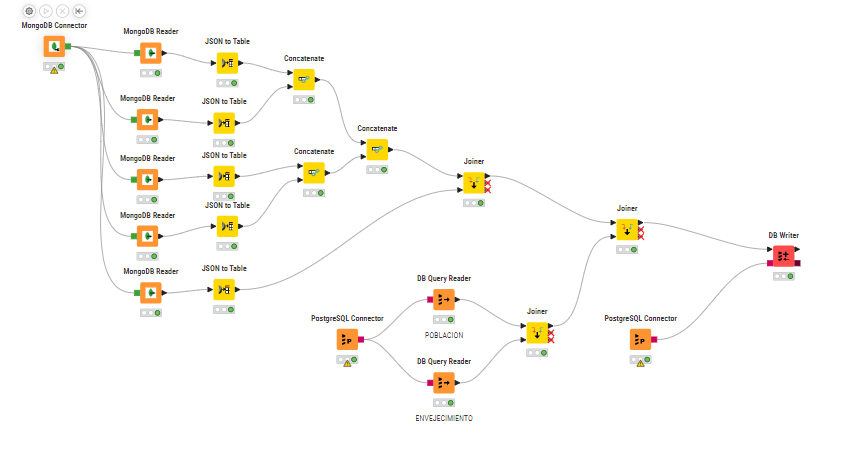 MongoDB Connector
MongoDB Reader
JSON to Table
Concatenate
MongoDB Reader
JSON to Table
Concatenate
MongoDB Reader
JSON to Table
Concatenate
Joiner
MongoDB Reader
JSON to Table
Joiner
DB Writer
MongoDB Reader
JSON to Table
DB Query Reader
POBLACION
PostgreSQL Connector
P
Joiner
PostgreSQL Connector
P
DB Query Reader
ENVEJECIMIENTO